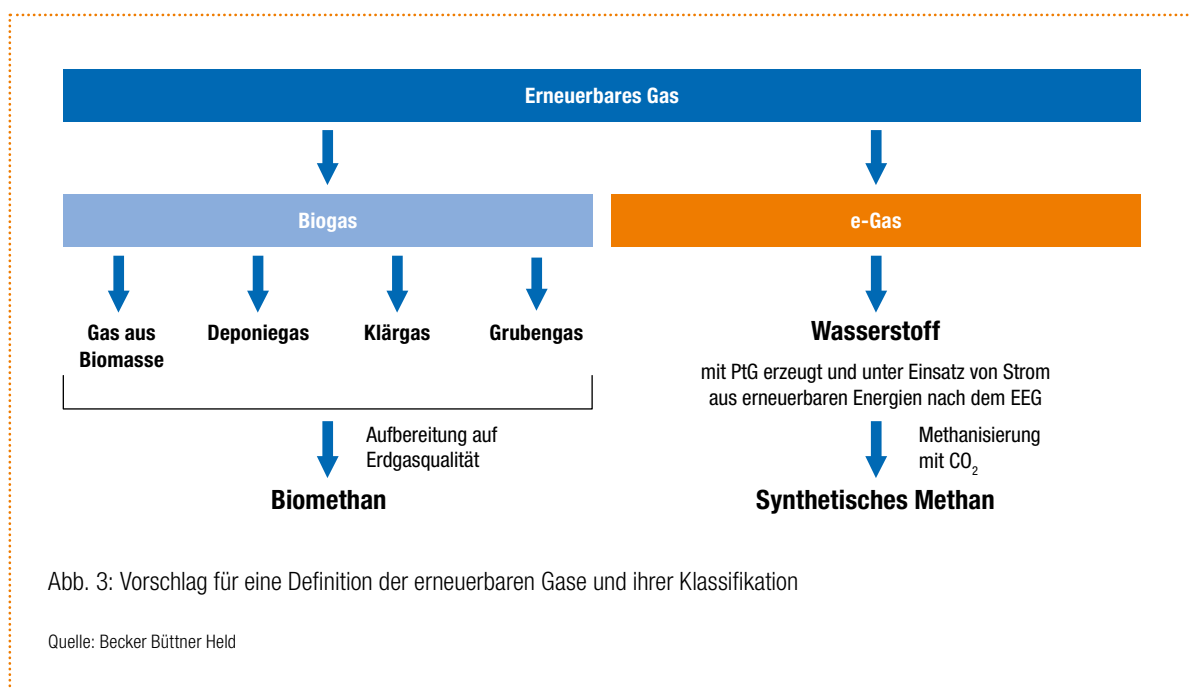 Erneuerbares Gas
Biogas
e-Gas
Gas aus
Biomasse
Deponiegas
Klärgas
Grubengas
Wasserstoff
mit PtG erzeugt und unter Einsatz von Strom
aus erneuerbaren Energien nach dem EEG
Aufbereitung auf
Erdgasqualität
Methanisierung
mit CO₂
Biomethan
Synthetisches Methan
Abb. 3: Vorschlag für eine Definition der erneuerbaren Gase und ihrer Klassifikation
Quelle: Becker Büttner Held